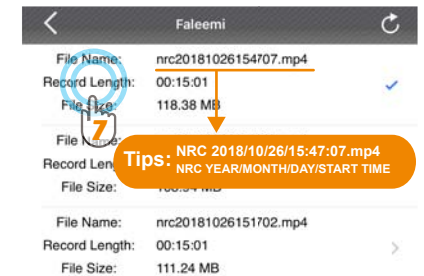 Faleemi
File Name: nrc20181026154707.mp4
Record Length: 00:15:01
File Size: 118.38 MB
7
File Name:
Tips: NRC 2018/10/26/15:47:07.mp4
NRC YEAR/MONTH/DAY/START TIME
Record Len
File Size:
File Name: nrc20181026151702.mp4
Record Length: 00:15:01
File Size: 111.24 MB